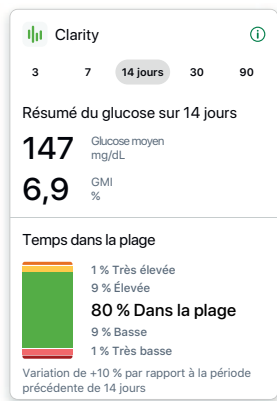 Clarity
3 7 14 jours 30 90
Résumé du glucose sur 14 jours
147 Glucose moyen
mg/dL
6,9 GMI
%
Temps dans la plage
1 % Très élevée
9 % Élevée
80 % Dans la plage
9 % Basse
1 % Très basse
Variation de +10 % par rapport à la période
précédente de 14 jours